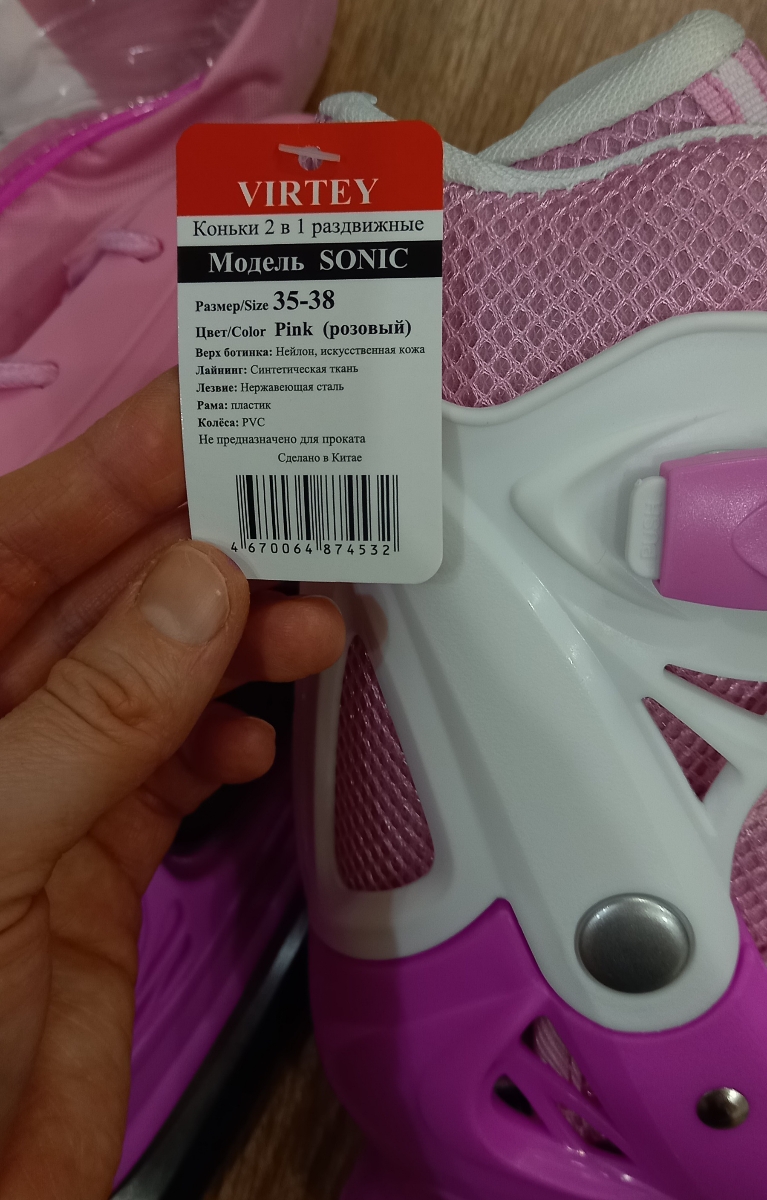 VIRTEY
Коньки 2 в 1 раздвижные
Модель SONIC
Размер/Size 35-38
Цвет/Color Pink (розовый)
Верх ботинка: Нейлон, искусственная кожа
Лайнинг: Синтетическая ткань
Лезвие: Нержавеющая сталь
Рама: пластик
Колёса: PVC
Не предназначено для проката
Сделано в Китае
4 670064 874532